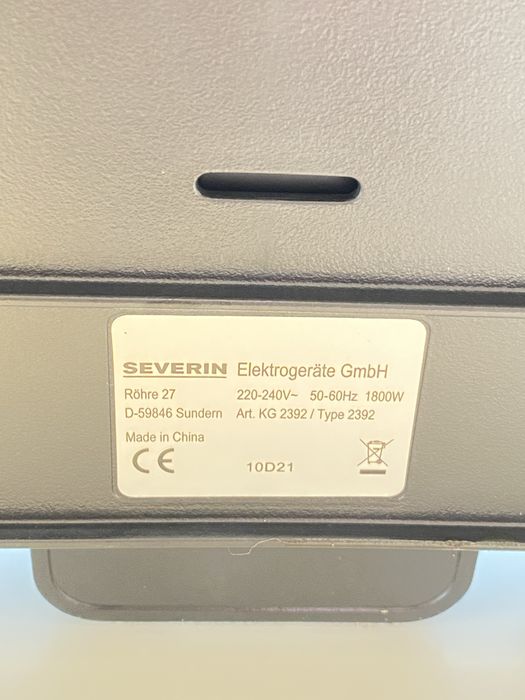 SEVERIN Elektrogeräte GmbH
Röhre 27 220-240V~ 50-60Hz 1800W
D-59846 Sundern Art. KG 2392 / Type 2392
Made in China
CE 10D21